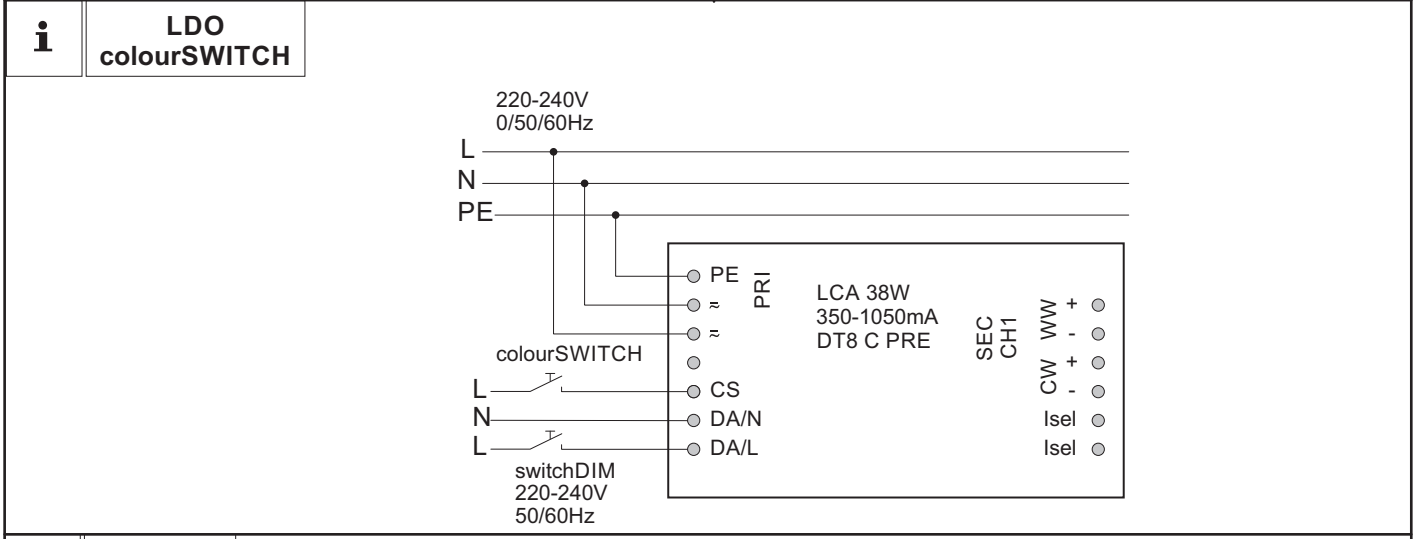 i
LDO
colourSWITCH
220-240V
0/50/60Hz
L
N
PE
PE
PRI
≂
≂
LCA 38W
350-1050mA
DT8 C PRE
SEC
CH1
WW
+
-
CW
+
-
Isel
Isel
colourSWITCH
L
CS
N
DA/N
L
DA/L
switchDIM
220-240V
50/60Hz